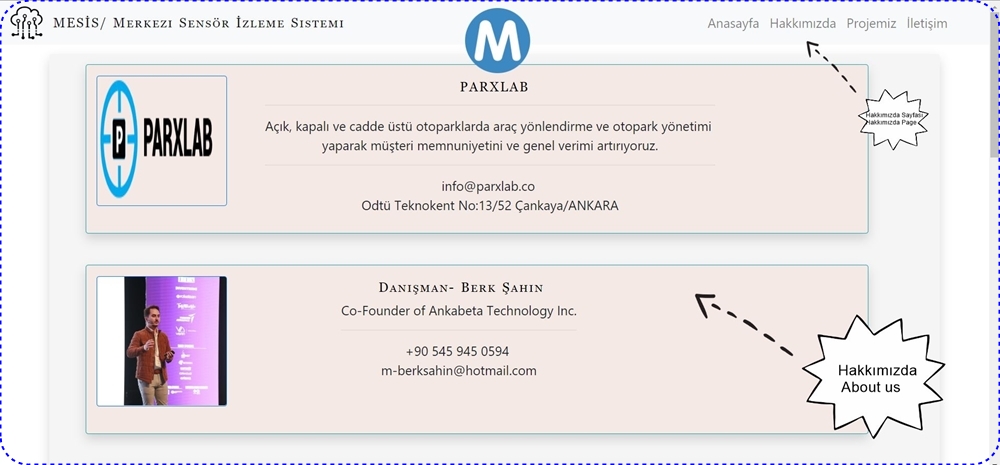 MESİS/ Merkezi Sensör İzleme Sistemi
M
Anasayfa Hakkımızda Projemiz İletişim
Hakkımızda Sayfası
Hakkımızda Page
P PARXLAB
PARXLAB
Açık, kapalı ve cadde üstü otoparklarda araç yönlendirme ve otopark yönetimi
yaparak müşteri memnuniyetini ve genel verimi artırıyoruz.
info@parxlab.co
Odtü Teknokent No:13/52 Çankaya/ANKARA
Danışman- Berk Şahin
Co-Founder of Ankabeta Technology Inc.
+90 545 945 0594
m-berksahin@hotmail.com
Hakkımızda
About us